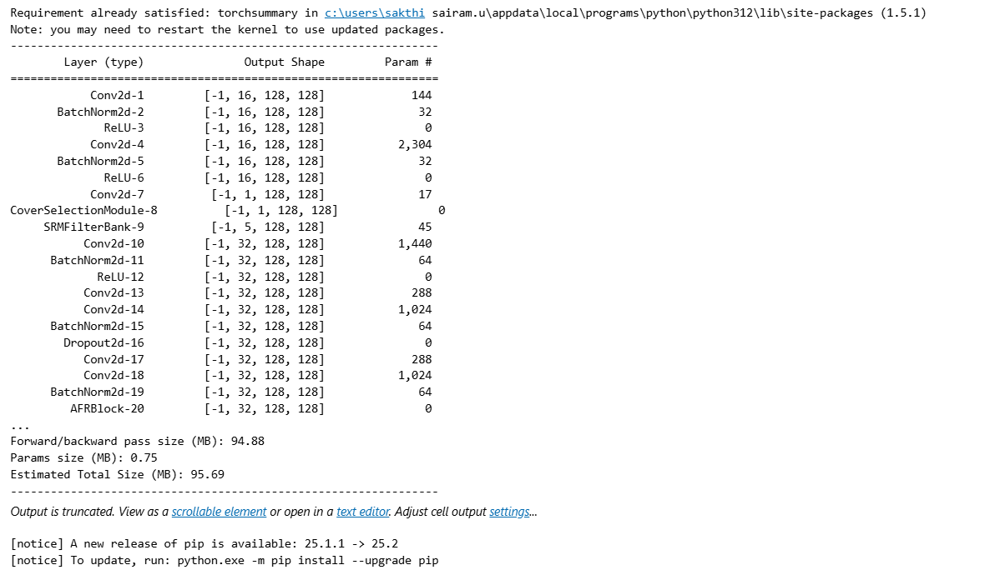 Requirement already satisfied: torchsummary in c:\users\sakthi sairam.u\appdata\local\programs\python\python312\lib\site-packages (1.5.1)
Note: you may need to restart the kernel to use updated packages.
----------------------------------------------------------------
        Layer (type)               Output Shape         Param #
================================================================
            Conv2d-1         [-1, 16, 128, 128]             144
       BatchNorm2d-2         [-1, 16, 128, 128]              32
              ReLU-3         [-1, 16, 128, 128]               0
            Conv2d-4         [-1, 16, 128, 128]           2,304
       BatchNorm2d-5         [-1, 16, 128, 128]              32
              ReLU-6         [-1, 16, 128, 128]               0
            Conv2d-7          [-1, 1, 128, 128]              17
CoverSelectionModule-8          [-1, 1, 128, 128]               0
     SRMFilterBank-9          [-1, 5, 128, 128]              45
           Conv2d-10         [-1, 32, 128, 128]           1,440
      BatchNorm2d-11         [-1, 32, 128, 128]              64
             ReLU-12         [-1, 32, 128, 128]               0
           Conv2d-13         [-1, 32, 128, 128]             288
           Conv2d-14         [-1, 32, 128, 128]           1,024
      BatchNorm2d-15         [-1, 32, 128, 128]              64
        Dropout2d-16         [-1, 32, 128, 128]               0
           Conv2d-17         [-1, 32, 128, 128]             288
           Conv2d-18         [-1, 32, 128, 128]           1,024
      BatchNorm2d-19         [-1, 32, 128, 128]              64
         AFRBlock-20         [-1, 32, 128, 128]               0
...
Forward/backward pass size (MB): 94.88
Params size (MB): 0.75
Estimated Total Size (MB): 95.69
----------------------------------------------------------------
Output is truncated. View as a scrollable element or open in a text editor. Adjust cell output settings...
[notice] A new release of pip is available: 25.1.1 -> 25.2
[notice] To update, run: python.exe -m pip install --upgrade pip